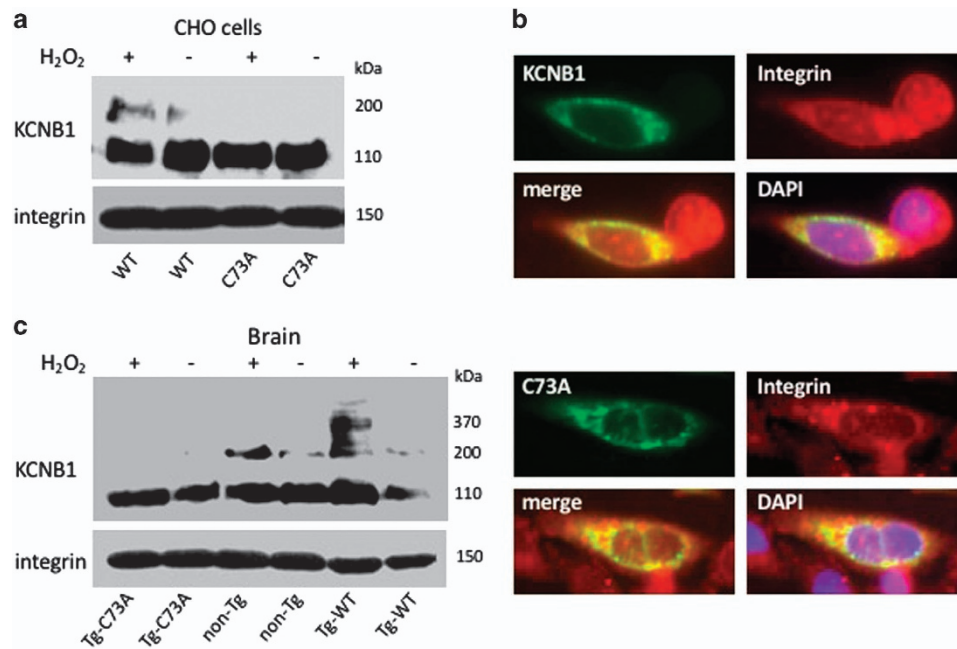 a
CHO cells
H₂O₂ + - + -
kDa
KCNB1
200
110
integrin
150
WT WT C73A C73A
b
KCNB1 Integrin
merge DAPI
c
Brain
H₂O₂ + - + - + -
kDa
KCNB1
370
200
110
integrin
150
Tg-C73A Tg-C73A non-Tg non-Tg Tg-WT Tg-WT
C73A Integrin
merge DAPI